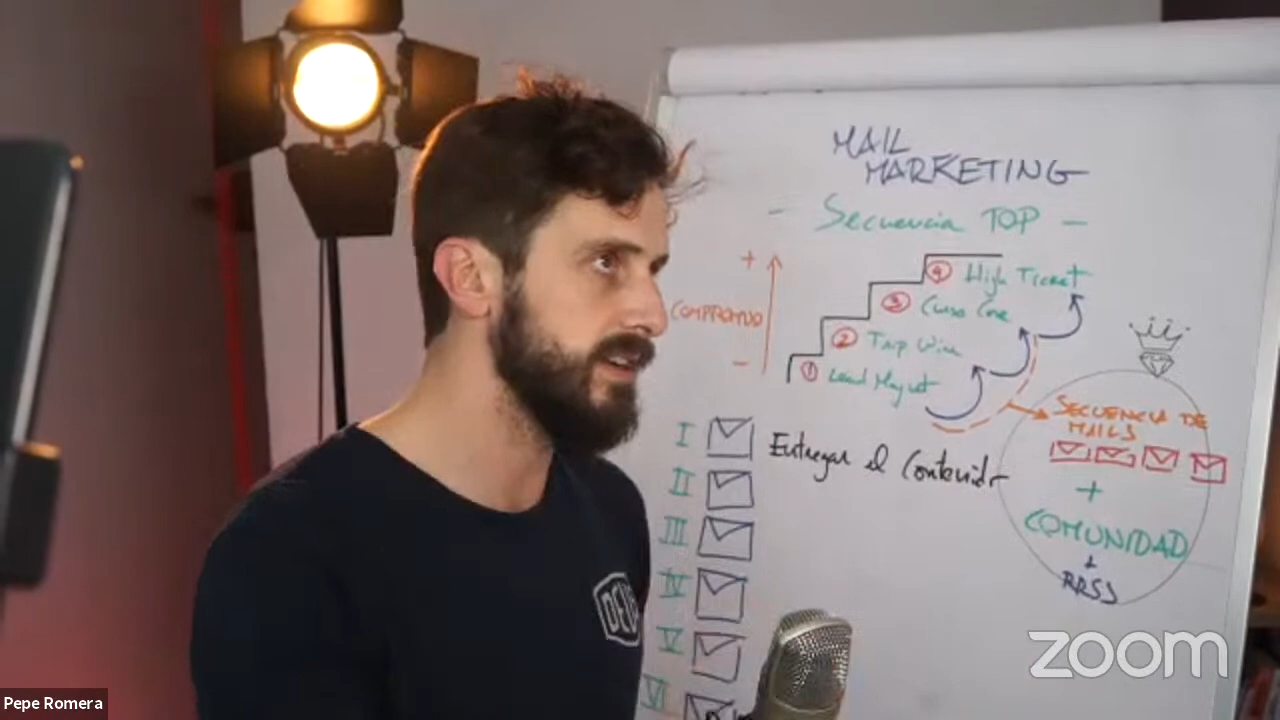 MAIL
MARKETING
- Secuencia TOP -
+
COMPROMISO
-
④ High Ticket
③ Curso Core
② Trip Wire
① Lead Magnet
SECUENCIA DE
MAILS
+
COMUNIDAD
+
RRSS
I Entregar el Contenido
II
III
IV
V
VI
DEUS
zoom
Pepe Romera